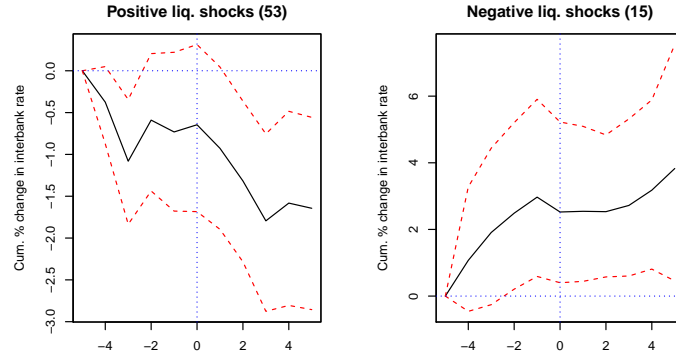 Positive liq. shocks (53)
Cum. % change in interbank rate
0.0
−0.5
−1.0
−1.5
−2.0
−2.5
−3.0
−4 −2 0 2 4
Negative liq. shocks (15)
Cum. % change in interbank rate
6
4
2
0
−4 −2 0 2 4